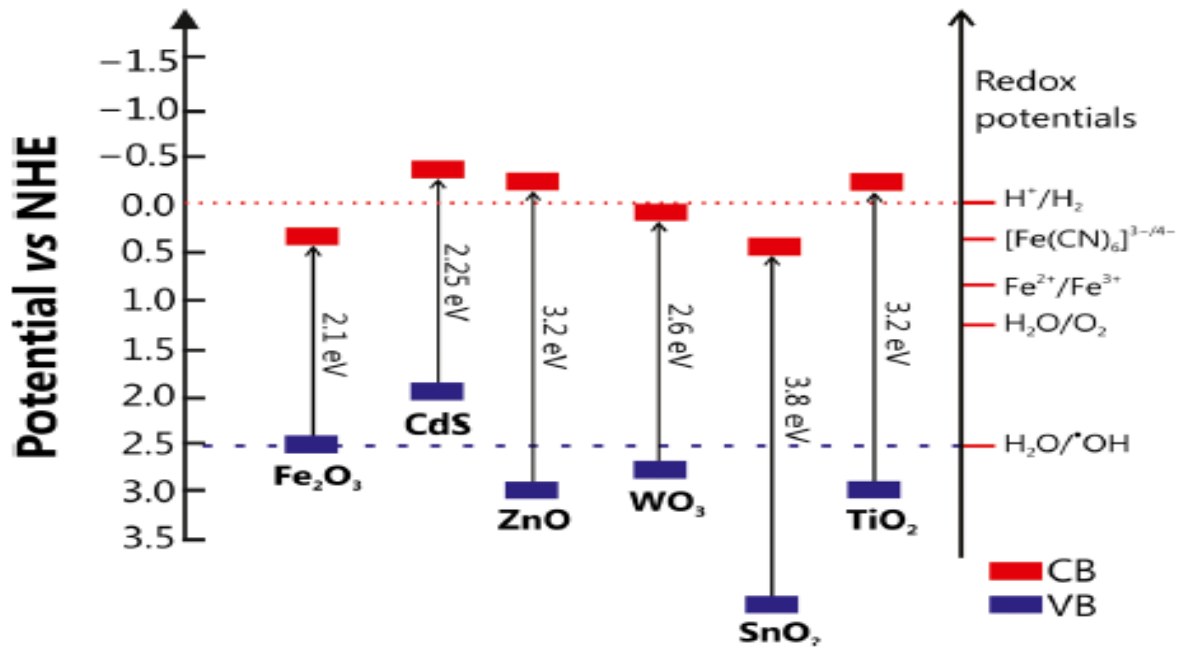 Potential vs NHE
−1.5
−1.0
−0.5
0.0
0.5
1.0
1.5
2.0
2.5
3.0
3.5
2.1 eV
2.25 eV
3.2 eV
2.6 eV
3.8 eV
3.2 eV
Fe₂O₃
CdS
ZnO
WO₃
SnO₂
TiO₂
Redox
potentials
H⁺/H₂
[Fe(CN)₆]³⁻/⁴⁻
Fe²⁺/Fe³⁺
H₂O/O₂
H₂O/•OH
CB
VB